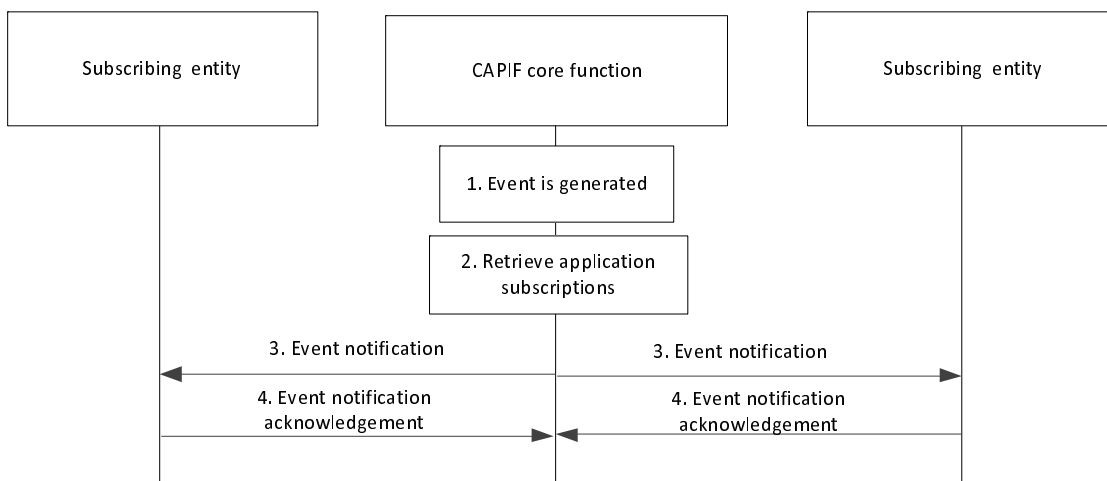 Subscribing entity
CAPIF core function
Subscribing entity
1. Event is generated
2. Retrieve application
subscriptions
3. Event notification
3. Event notification
4. Event notification
acknowledgement
4. Event notification
acknowledgement